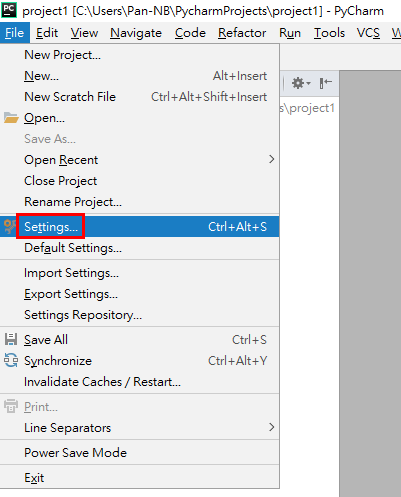 PC project1 [C:\Users\Pan-NB\PycharmProjects\project1] - PyCharm
File Edit View Navigate Code Refactor Run Tools VCS
New Project...
New... Alt+Insert
New Scratch File Ctrl+Alt+Shift+Insert
Open...
s\project1
Save As...
Open Recent
Close Project
Rename Project...
Settings... Ctrl+Alt+S
Default Settings...
Import Settings...
Export Settings...
Settings Repository...
Save All Ctrl+S
Synchronize Ctrl+Alt+Y
Invalidate Caches / Restart...
Print...
Line Separators
Power Save Mode
Exit